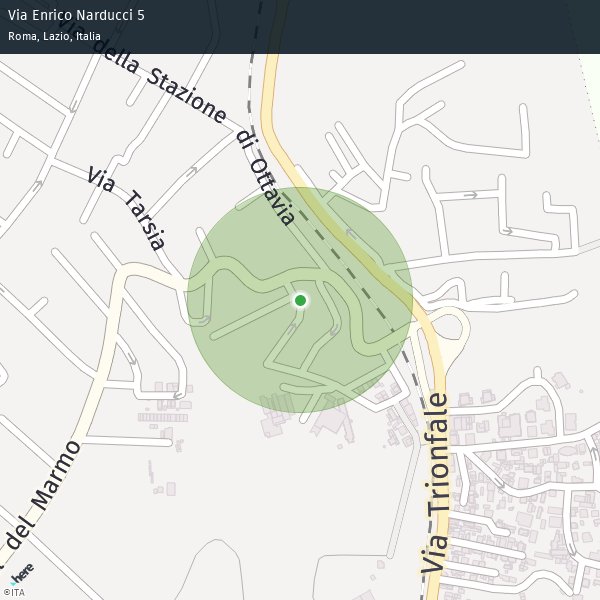 Via Enrico Narducci 5
Roma, Lazio, Italia
Via della Stazione di Ottavia
Via Tarsia
del Marmo
Via Trionfale
here
©ITA